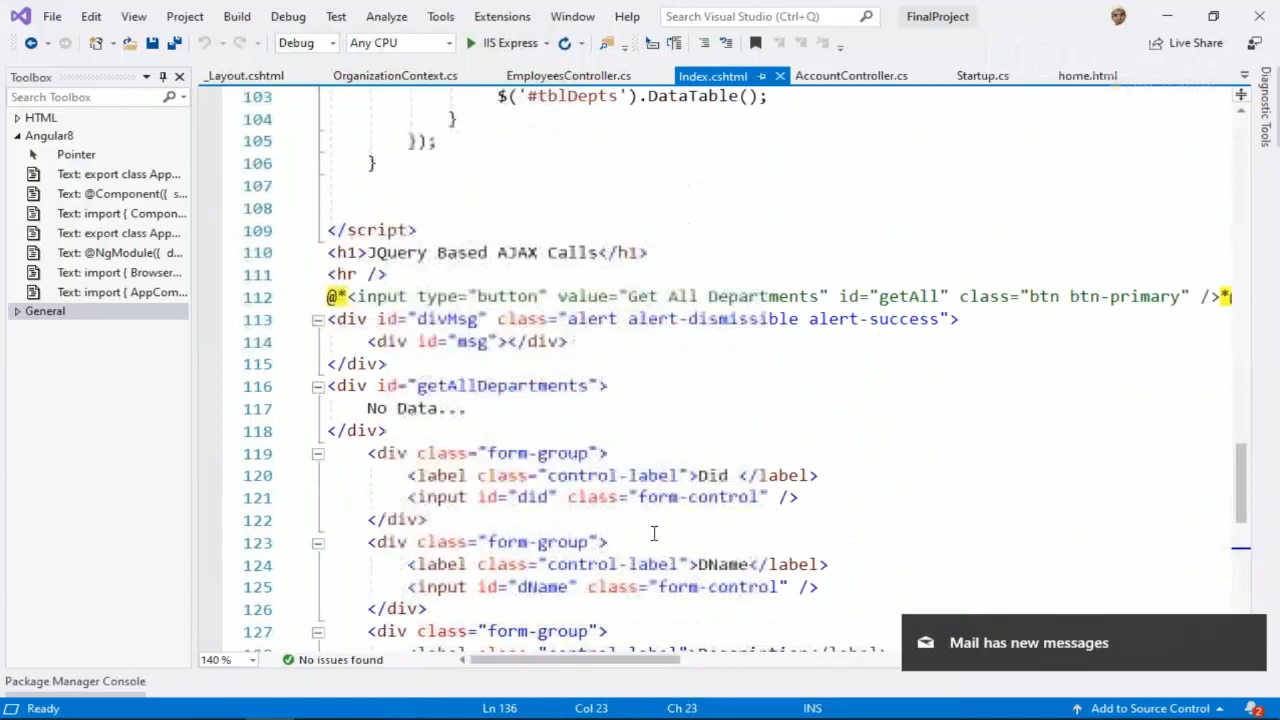 File Edit View Project Build Debug Test Analyze Tools Extensions Window Help Search Visual Studio (Ctrl+Q) FinalProject
Debug Any CPU IIS Express Live Share
Toolbox
Search Toolbox
HTML
Angular8
Pointer
Text: export class App...
Text: @Component({ s...
Text: import { Compon...
Text: export class App...
Text: @NgModule({ d...
Text: import { Browser...
Text: import { AppCom...
General
_Layout.cshtml OrganizationContext.cs EmployeesController.cs Index.cshtml AccountController.cs Startup.cs home.html
103 $('#tblDepts').DataTable();
104 }
105 });
106 }
107
108
109 </script>
110 <h1>JQuery Based AJAX Calls</h1>
111 <hr />
112 @*<input type="button" value="Get All Departments" id="getAll" class="btn btn-primary" />*
113 <div id="divMsg" class="alert alert-dismissible alert-success">
114 <div id="msg"></div>
115 </div>
116 <div id="getAllDepartments">
117 No Data...
118 </div>
119 <div class="form-group">
120 <label class="control-label">Did </label>
121 <input id="did" class="form-control" />
122 </div>
123 <div class="form-group">
124 <label class="control-label">DName</label>
125 <input id="dName" class="form-control" />
126 </div>
127 <div class="form-group">
Diagnostic Tools
Mail has new messages
140 % No issues found
Package Manager Console
Ready Ln 136 Col 23 Ch 23 INS Add to Source Control 2